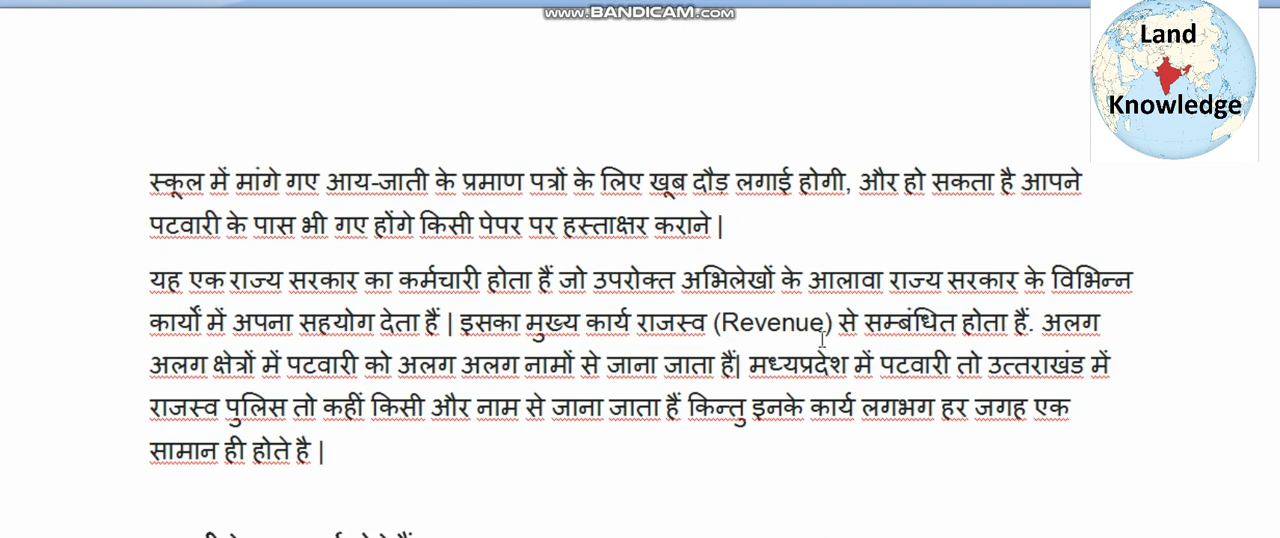 www.BANDICAM.com
Land
Knowledge
स्कूल में मांगे गए आय-जाती के प्रमाण पत्रों के लिए खूब दौड़ लगाई होगी, और हो सकता है आपने
पटवारी के पास भी गए होंगे किसी पेपर पर हस्ताक्षर कराने |
यह एक राज्य सरकार का कर्मचारी होता हैं जो उपरोक्त अभिलेखों के आलावा राज्य सरकार के विभिन्न
कार्यों में अपना सहयोग देता हैं | इसका मुख्य कार्य राजस्व (Revenue) से सम्बंधित होता हैं. अलग
अलग क्षेत्रों में पटवारी को अलग अलग नामों से जाना जाता हैं| मध्यप्रदेश में पटवारी तो उत्तराखंड में
राजस्व पुलिस तो कहीं किसी और नाम से जाना जाता हैं किन्तु इनके कार्य लगभग हर जगह एक
सामान ही होते है |